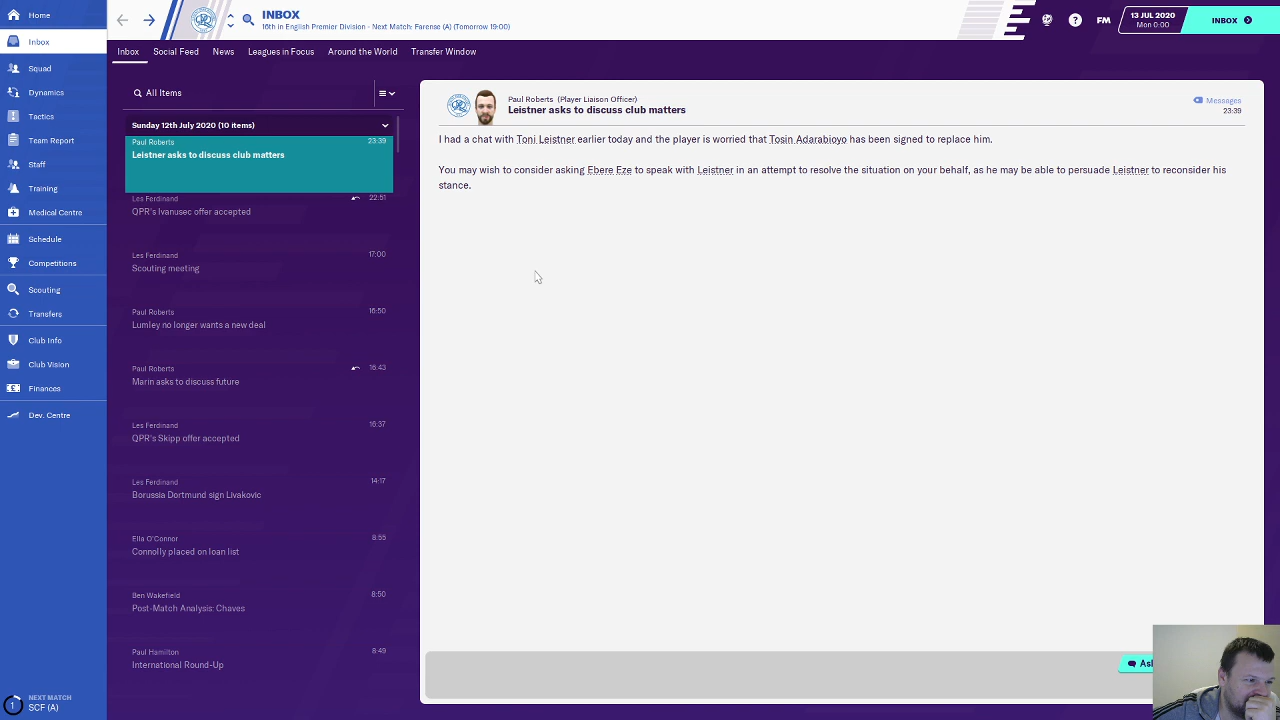 Home
INBOX
16th in English Premier Division - Next Match: Farense (A) (Tomorrow 19:00)
FM
13 JUL 2020
Mon 0:00
INBOX
Inbox
Squad
Dynamics
Tactics
Team Report
Staff
Training
Medical Centre
Schedule
Competitions
Scouting
Transfers
Club Info
Club Vision
Finances
Dev. Centre
1
NEXT MATCH
SCF (A)
Inbox Social Feed News Leagues in Focus Around the World Transfer Window
All Items
Sunday 12th July 2020 (10 items)
Paul Roberts 23:39
Leistner asks to discuss club matters
Les Ferdinand 22:51
QPR's Ivanusec offer accepted
Les Ferdinand 17:00
Scouting meeting
Paul Roberts 16:50
Lumley no longer wants a new deal
Paul Roberts 16:43
Marin asks to discuss future
Les Ferdinand 16:37
QPR's Skipp offer accepted
Les Ferdinand 14:17
Borussia Dortmund sign Livakovic
Ella O'Connor 8:55
Connolly placed on loan list
Ben Wakefield 8:50
Post-Match Analysis: Chaves
Paul Hamilton 8:49
International Round-Up
Paul Roberts (Player Liaison Officer)
Leistner asks to discuss club matters
Messages
23:39
I had a chat with Toni Leistner earlier today and the player is worried that Tosin Adarabioyo has been signed to replace him.
You may wish to consider asking Ebere Eze to speak with Leistner in an attempt to resolve the situation on your behalf, as he may be able to persuade Leistner to reconsider his
stance.